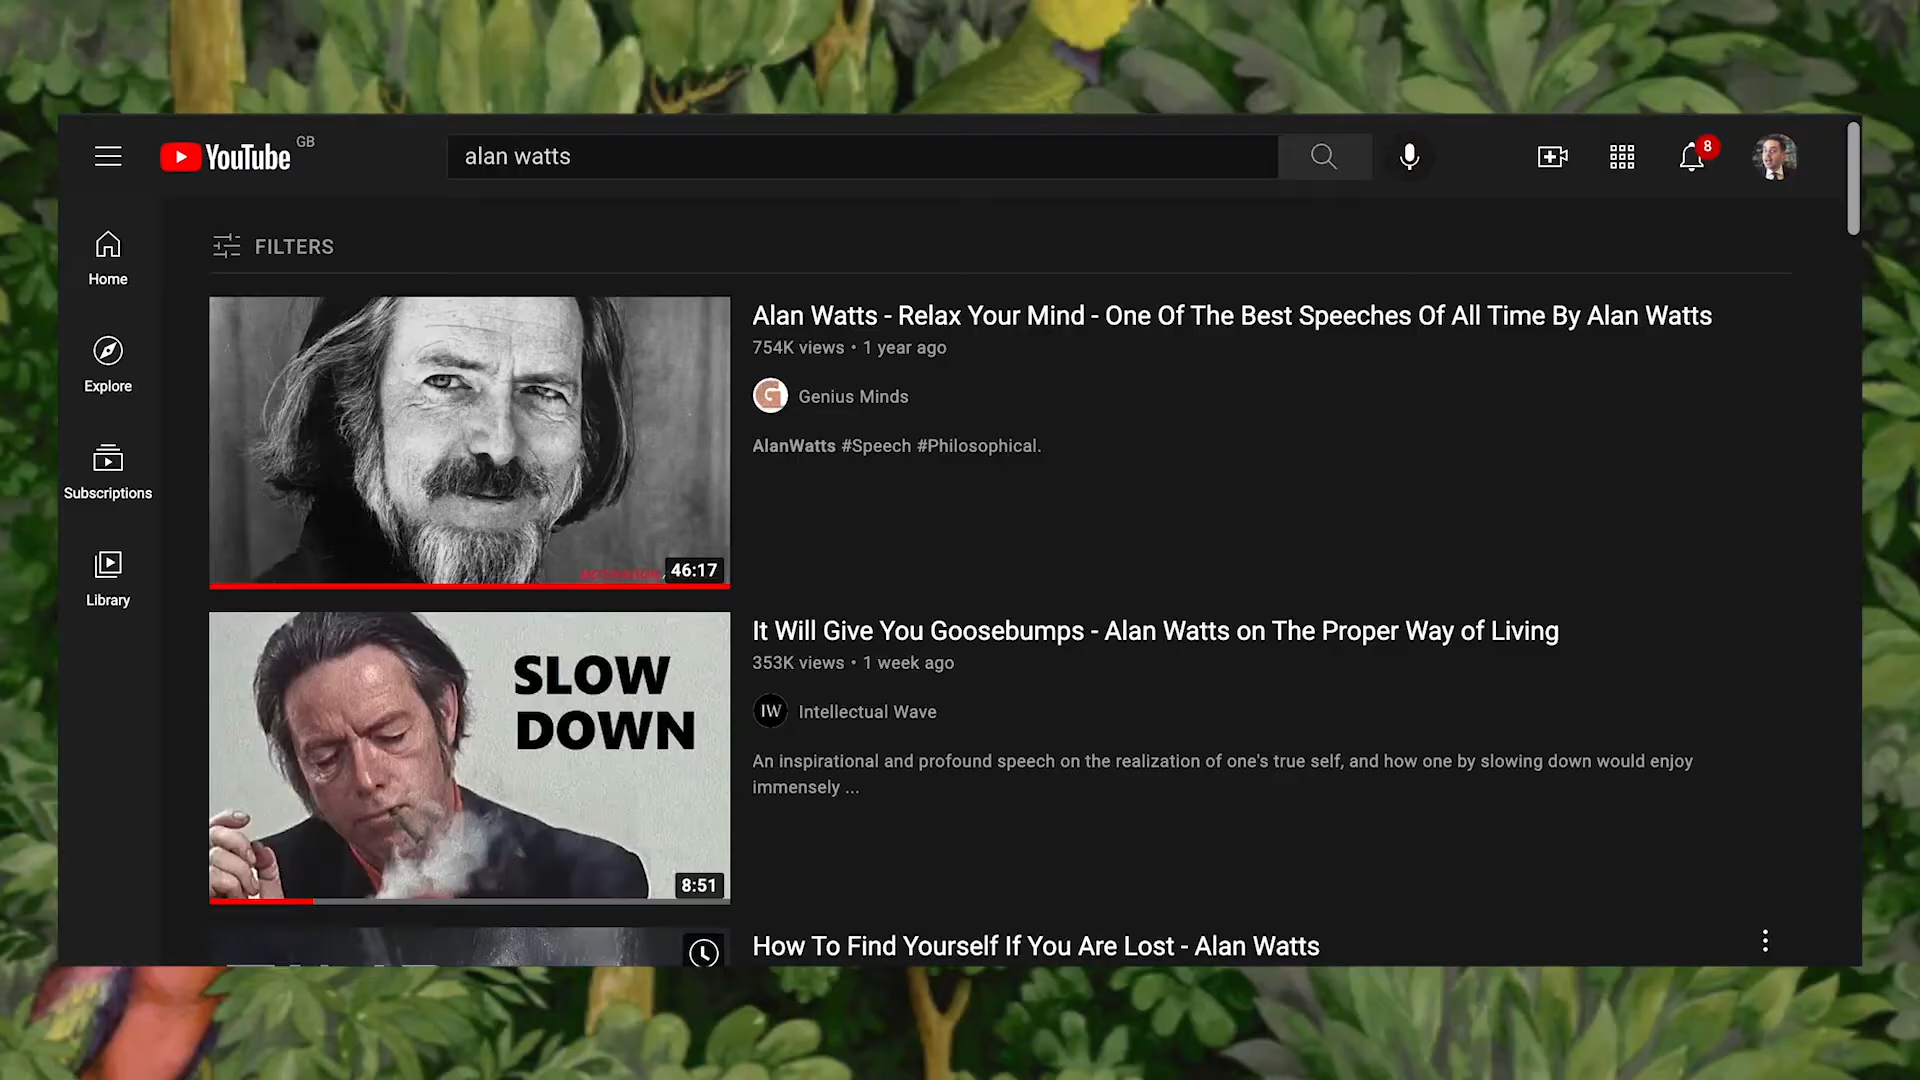 YouTube GB
alan watts
8
Home
Explore
Subscriptions
Library
FILTERS
46:17
Alan Watts - Relax Your Mind - One Of The Best Speeches Of All Time By Alan Watts
754K views • 1 year ago
G Genius Minds
AlanWatts #Speech #Philosophical.
SLOW
DOWN
8:51
It Will Give You Goosebumps - Alan Watts on The Proper Way of Living
353K views • 1 week ago
IW Intellectual Wave
An inspirational and profound speech on the realization of one's true self, and how one by slowing down would enjoy
immensely ...
How To Find Yourself If You Are Lost - Alan Watts